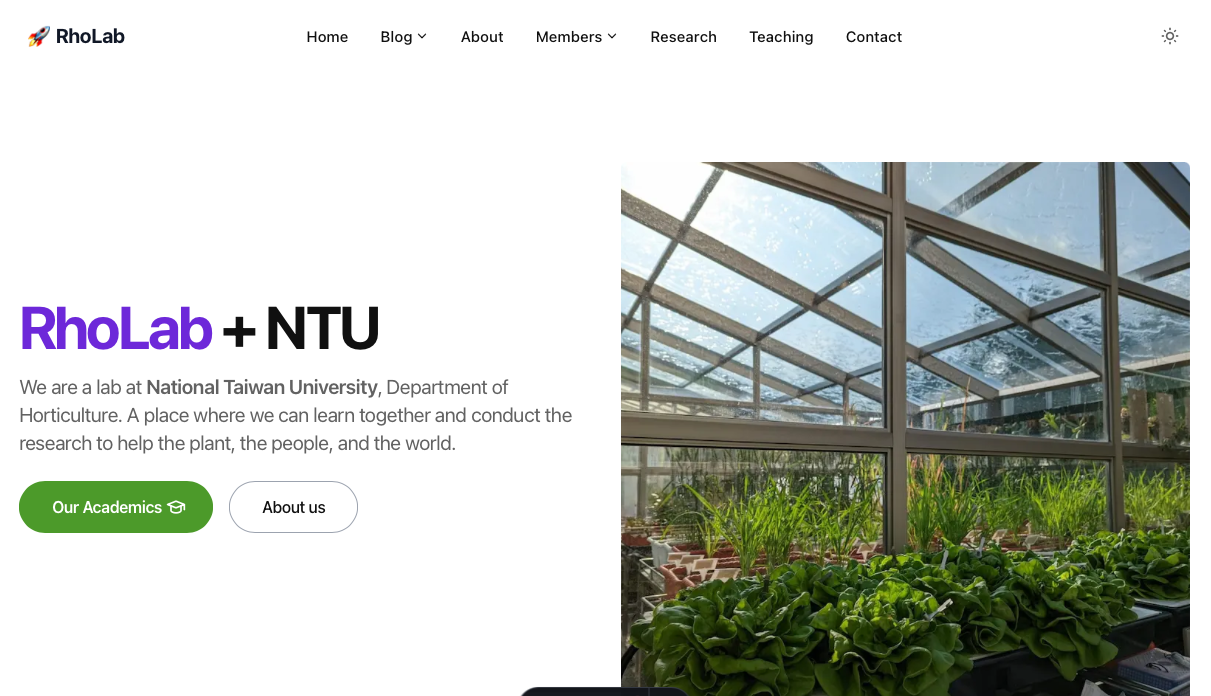 🚀 RhoLab
Home Blog About Members Research Teaching Contact
RhoLab + NTU
We are a lab at National Taiwan University, Department of
Horticulture. A place where we can learn together and conduct the
research to help the plant, the people, and the world.
Our Academics
About us